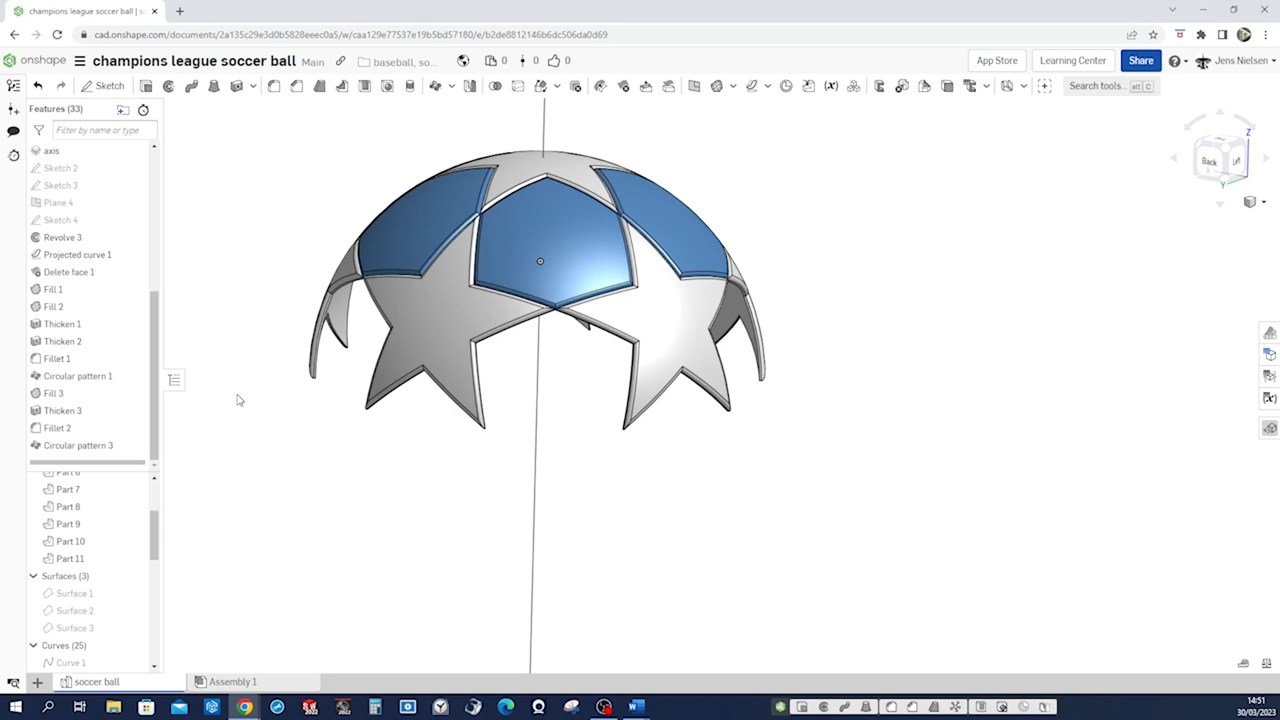 champions league soccer ball | s
cad.onshape.com/documents/2a135c29e3d0b5828eeec0a5/w/caa129e77537e19b5bd57180/e/b2de8812146b6dc506da0d69
onshape
champions league soccer ball Main
baseball, so...
0
0
0
App Store
Learning Center
Share
Jens Nielsen
Sketch
Search tools...
alt C
Features (33)
Filter by name or type
axis
Sketch 2
Sketch 3
Plane 4
Sketch 4
Revolve 3
Projected curve 1
Delete face 1
Fill 1
Fill 2
Thicken 1
Thicken 2
Fillet 1
Circular pattern 1
Fill 3
Thicken 3
Fillet 2
Circular pattern 3
Part 6
Part 7
Part 8
Part 9
Part 10
Part 11
Surfaces (3)
Surface 1
Surface 2
Surface 3
Curves (25)
Curve 1
Z
Back
Left
X
Y
soccer ball
Assembly 1
14:51
30/03/2023